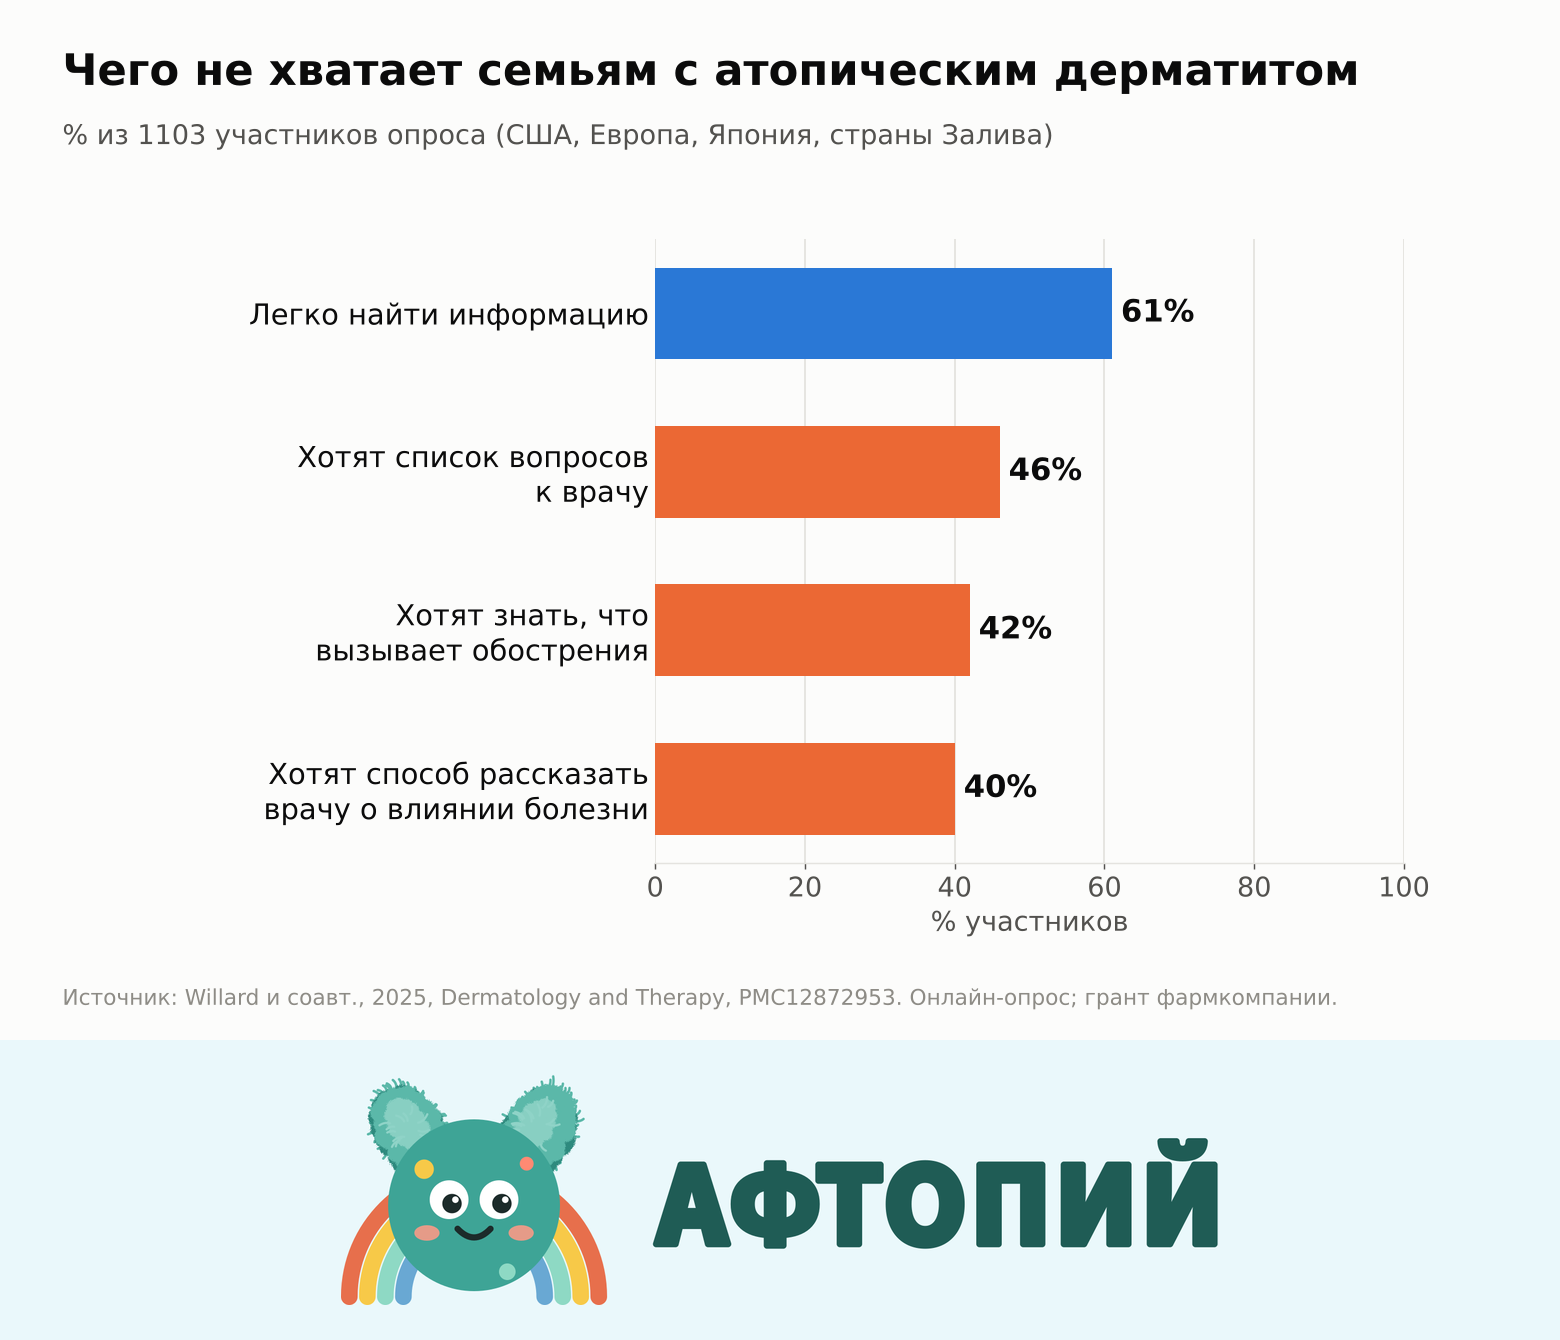 Чего не хватает семьям с атопическим дерматитом
% из 1103 участников опроса (США, Европа, Япония, страны Залива)
Легко найти информацию
61%
Хотят список вопросов
к врачу
46%
Хотят знать, что
вызывает обострения
42%
Хотят способ рассказать
врачу о влиянии болезни
40%
0 20 40 60 80 100
% участников
Источник: Willard и соавт., 2025, Dermatology and Therapy, PMC12872953. Онлайн-опрос; грант фармкомпании.
АФТОПИЙ